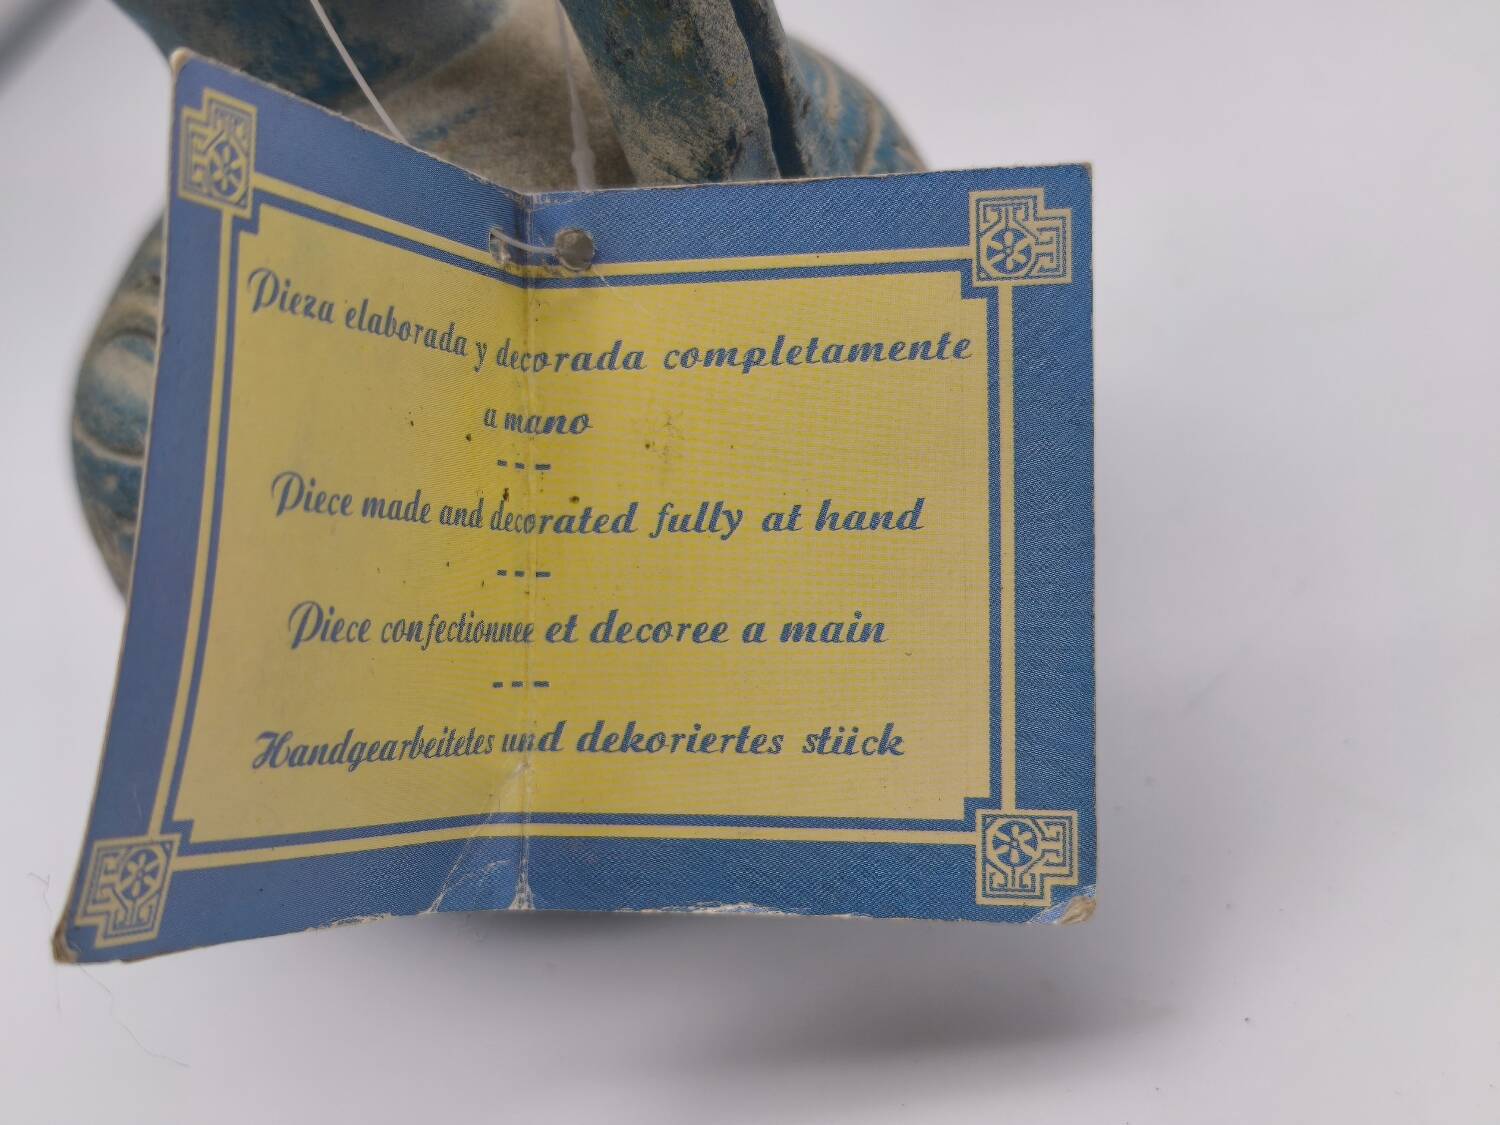 Pieza elaborada y decorada completamente
a mano
---
Piece made and decorated fully at hand
---
Piece confectionnee et decoree a main
---
Handgearbeitetes und dekoriertes stück